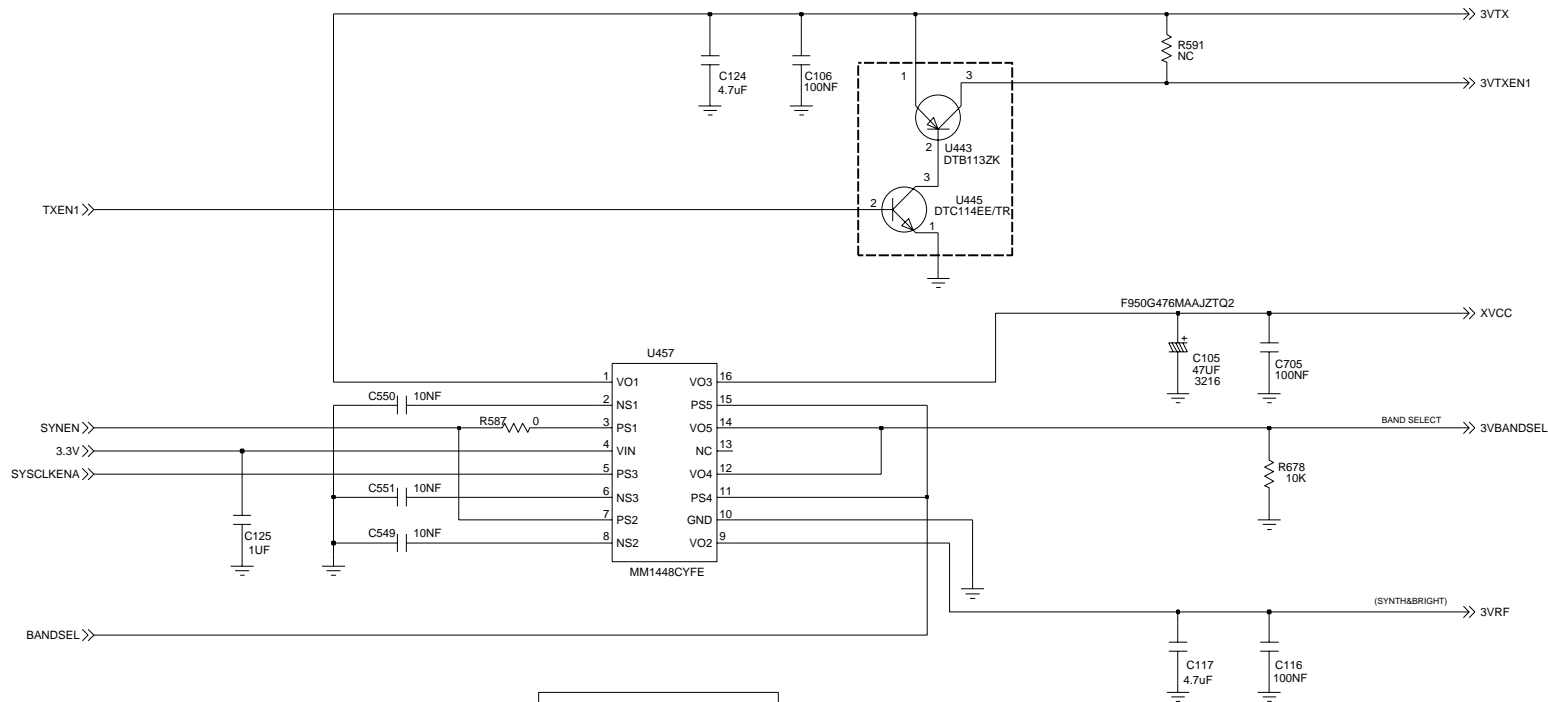 3VTX
R591
NC
C124
4.7uF
C106
100NF
1
3
3VTXEN1
2
U443
DTB113ZK
3
TXEN1
2
U445
DTC114EE/TR
1
F950G476MAAJZTQ2
XVCC
C105
47UF
3216
+
C705
100NF
U457
1 VO1 VO3 16
C550 10NF 2 NS1 PS5 15
SYNEN R587 0 3 PS1 VO5 14 BAND SELECT 3VBANDSEL
3.3V 4 VIN NC 13
SYSCLKENA 5 PS3 VO4 12
R678
10K
C551 10NF 6 NS3 PS4 11
7 PS2 GND 10
C549 10NF 8 NS2 VO2 9
C125
1UF
MM1448CYFE
(SYNTH&BRIGHT) 3VRF
BANDSEL
C117
4.7uF
C116
100NF